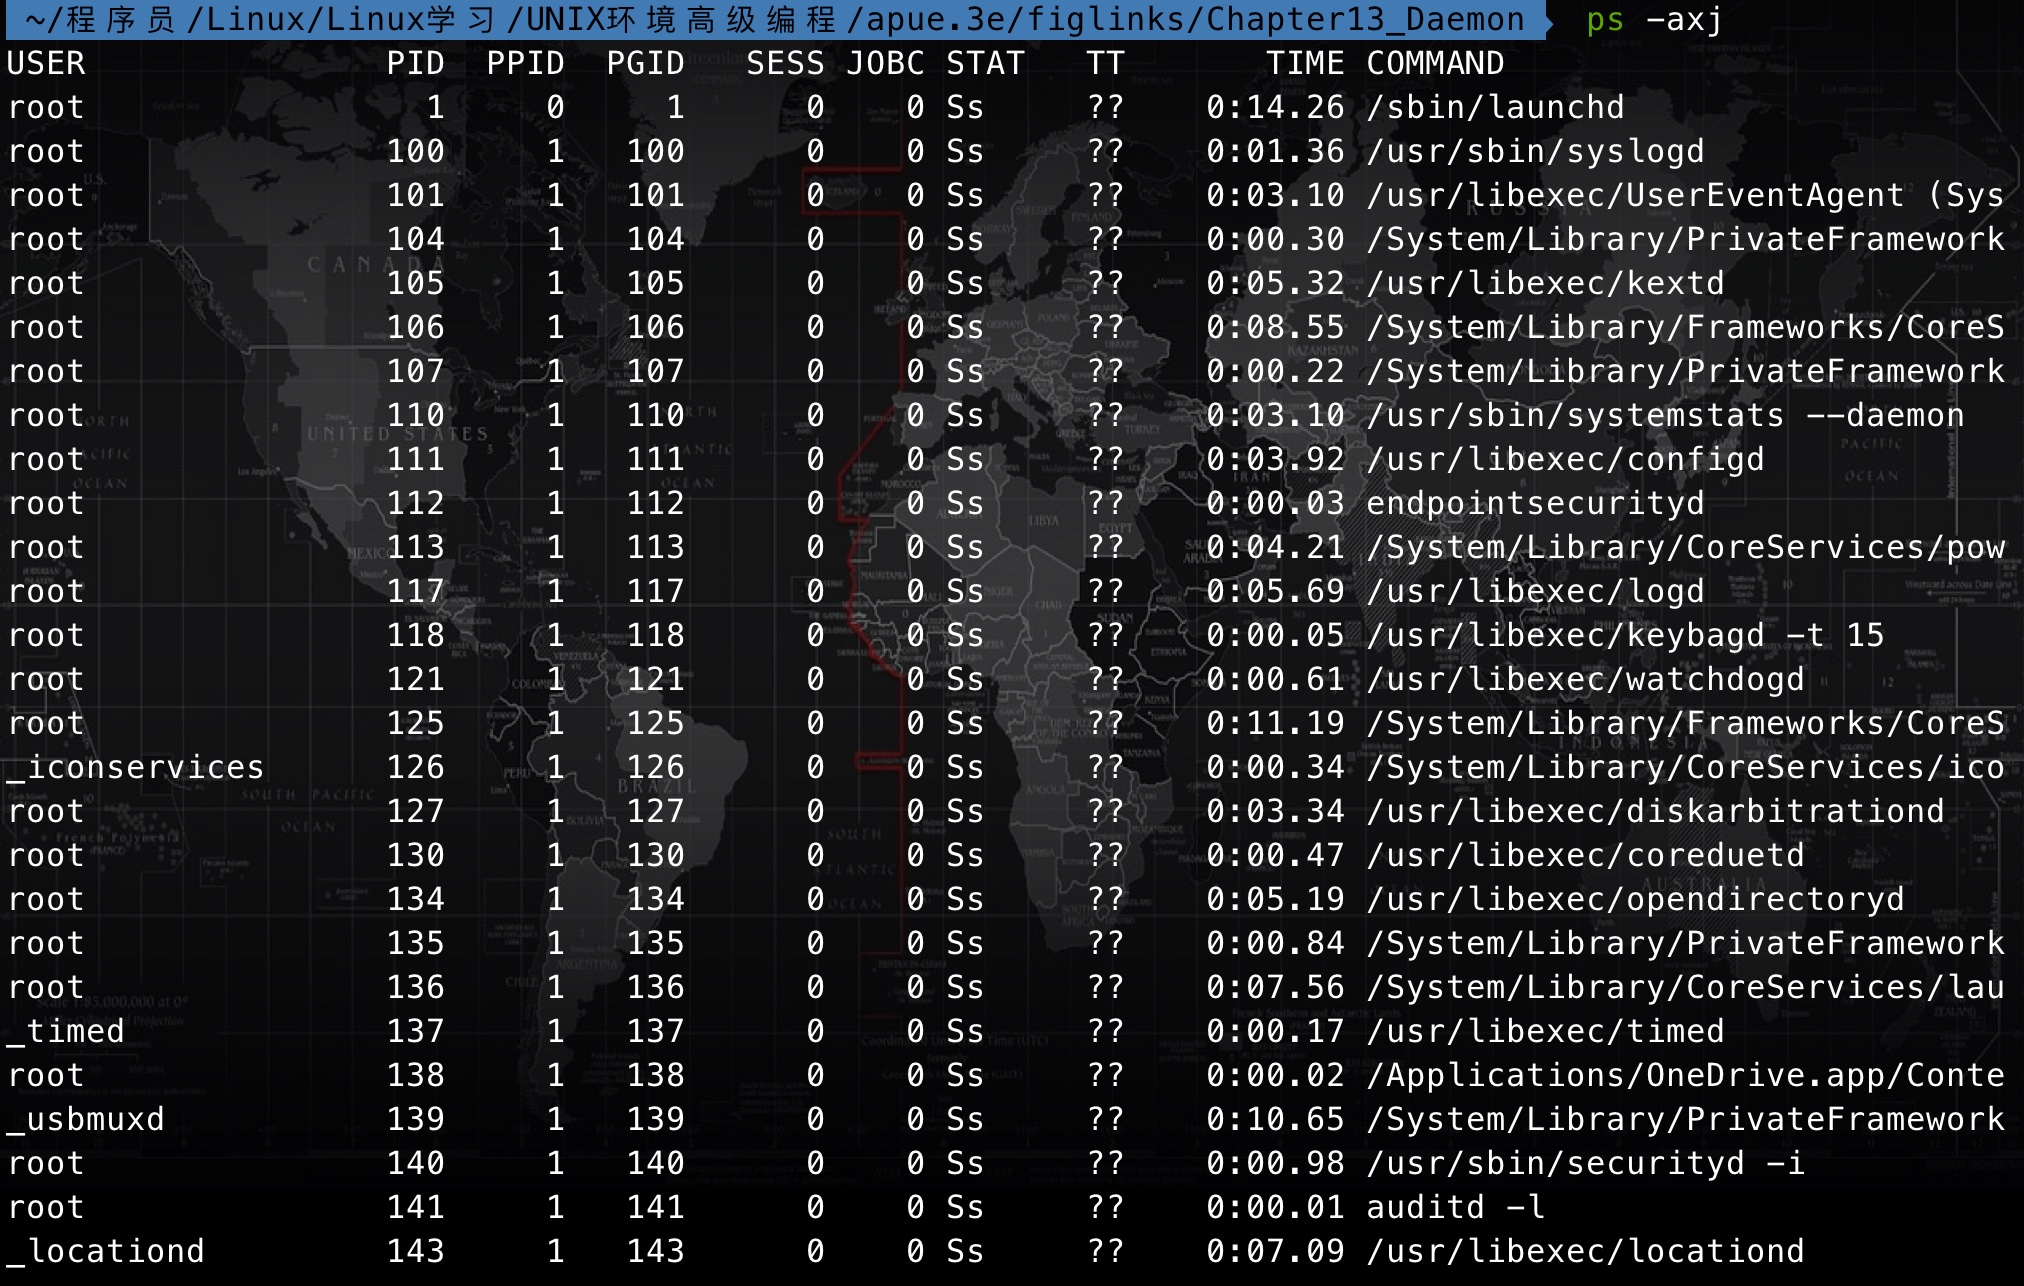 ~/程序员/Linux/Linux学习/UNIX环境高级编程/apue.3e/figlinks/Chapter13_Daemon ps -axj
USER PID PPID PGID SESS JOBC STAT TT TIME COMMAND
root 1 0 1 0 0 Ss ?? 0:14.26 /sbin/launchd
root 100 1 100 0 0 Ss ?? 0:01.36 /usr/sbin/syslogd
root 101 1 101 0 0 Ss ?? 0:03.10 /usr/libexec/UserEventAgent (Sys
root 104 1 104 0 0 Ss ?? 0:00.30 /System/Library/PrivateFramework
root 105 1 105 0 0 Ss ?? 0:05.32 /usr/libexec/kextd
root 106 1 106 0 0 Ss ?? 0:08.55 /System/Library/Frameworks/CoreS
root 107 1 107 0 0 Ss ?? 0:00.22 /System/Library/PrivateFramework
root 110 1 110 0 0 Ss ?? 0:03.10 /usr/sbin/systemstats --daemon
root 111 1 111 0 0 Ss ?? 0:03.92 /usr/libexec/configd
root 112 1 112 0 0 Ss ?? 0:00.03 endpointsecurityd
root 113 1 113 0 0 Ss ?? 0:04.21 /System/Library/CoreServices/pow
root 117 1 117 0 0 Ss ?? 0:05.69 /usr/libexec/logd
root 118 1 118 0 0 Ss ?? 0:00.05 /usr/libexec/keybagd -t 15
root 121 1 121 0 0 Ss ?? 0:00.61 /usr/libexec/watchdogd
root 125 1 125 0 0 Ss ?? 0:11.19 /System/Library/Frameworks/CoreS
_iconservices 126 1 126 0 0 Ss ?? 0:00.34 /System/Library/CoreServices/ico
root 127 1 127 0 0 Ss ?? 0:03.34 /usr/libexec/diskarbitrationd
root 130 1 130 0 0 Ss ?? 0:00.47 /usr/libexec/coreduetd
root 134 1 134 0 0 Ss ?? 0:05.19 /usr/libexec/opendirectoryd
root 135 1 135 0 0 Ss ?? 0:00.84 /System/Library/PrivateFramework
root 136 1 136 0 0 Ss ?? 0:07.56 /System/Library/CoreServices/lau
_timed 137 1 137 0 0 Ss ?? 0:00.17 /usr/libexec/timed
root 138 1 138 0 0 Ss ?? 0:00.02 /Applications/OneDrive.app/Conte
_usbmuxd 139 1 139 0 0 Ss ?? 0:10.65 /System/Library/PrivateFramework
root 140 1 140 0 0 Ss ?? 0:00.98 /usr/sbin/securityd -i
root 141 1 141 0 0 Ss ?? 0:00.01 auditd -l
_locationd 143 1 143 0 0 Ss ?? 0:07.09 /usr/libexec/locationd